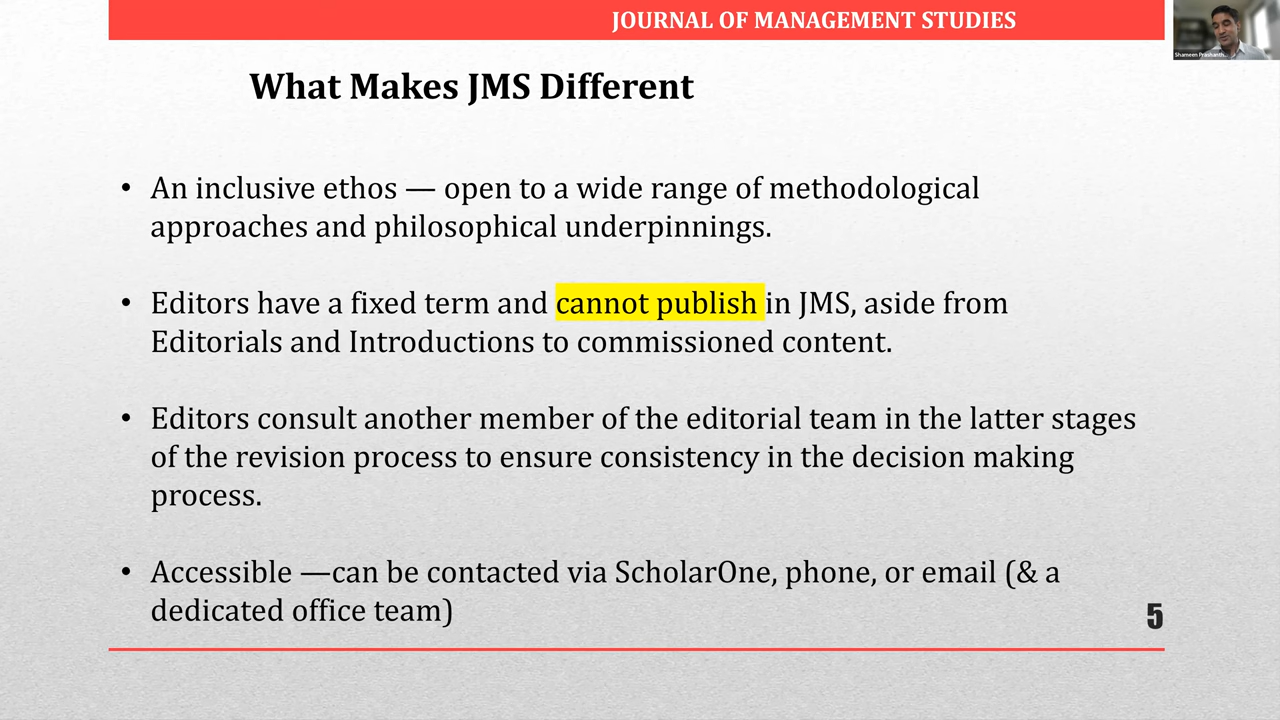 JOURNAL OF MANAGEMENT STUDIES
Shameen Prashanth...
What Makes JMS Different
• An inclusive ethos — open to a wide range of methodological
approaches and philosophical underpinnings.
• Editors have a fixed term and cannot publish in JMS, aside from
Editorials and Introductions to commissioned content.
• Editors consult another member of the editorial team in the latter stages
of the revision process to ensure consistency in the decision making
process.
• Accessible —can be contacted via ScholarOne, phone, or email (& a
dedicated office team)
5